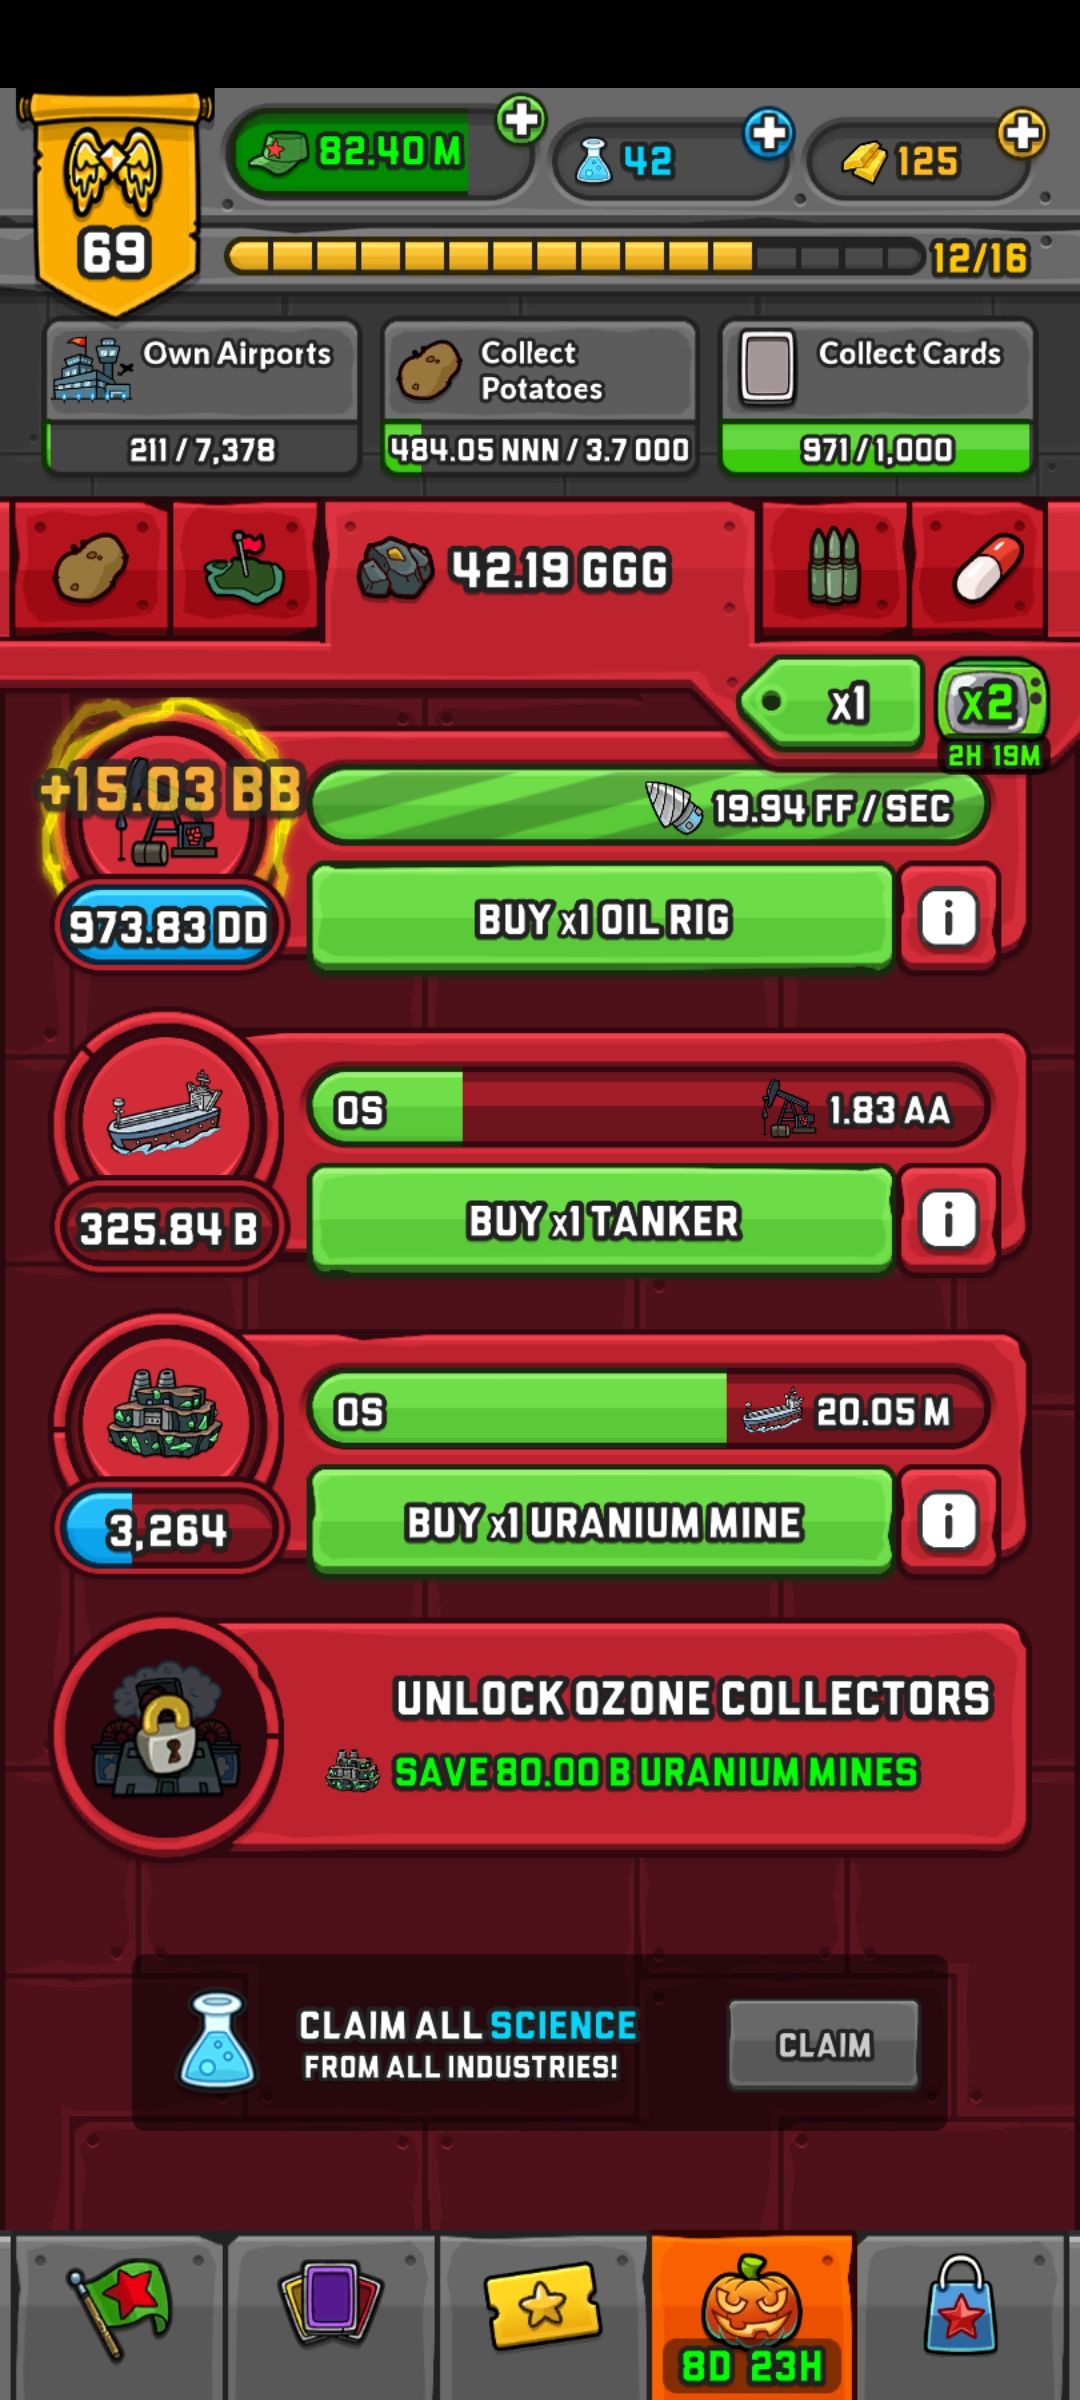 69
82.40 M
42
125
12/16
Own Airports
211 / 7,378
Collect
Potatoes
484.05 NNN / 3.7 OOO
Collect Cards
971 / 1,000
42.19 GGG
x1
x2
2H 19M
+15.03 BB
19.94 FF / SEC
973.83 DD
BUY x1 OIL RIG
i
0S
1.83 AA
325.84 B
BUY x1 TANKER
i
0S
20.05 M
3,264
BUY x1 URANIUM MINE
i
UNLOCK OZONE COLLECTORS
SAVE 80.00 B URANIUM MINES
CLAIM ALL SCIENCE
FROM ALL INDUSTRIES!
CLAIM
8D 23H